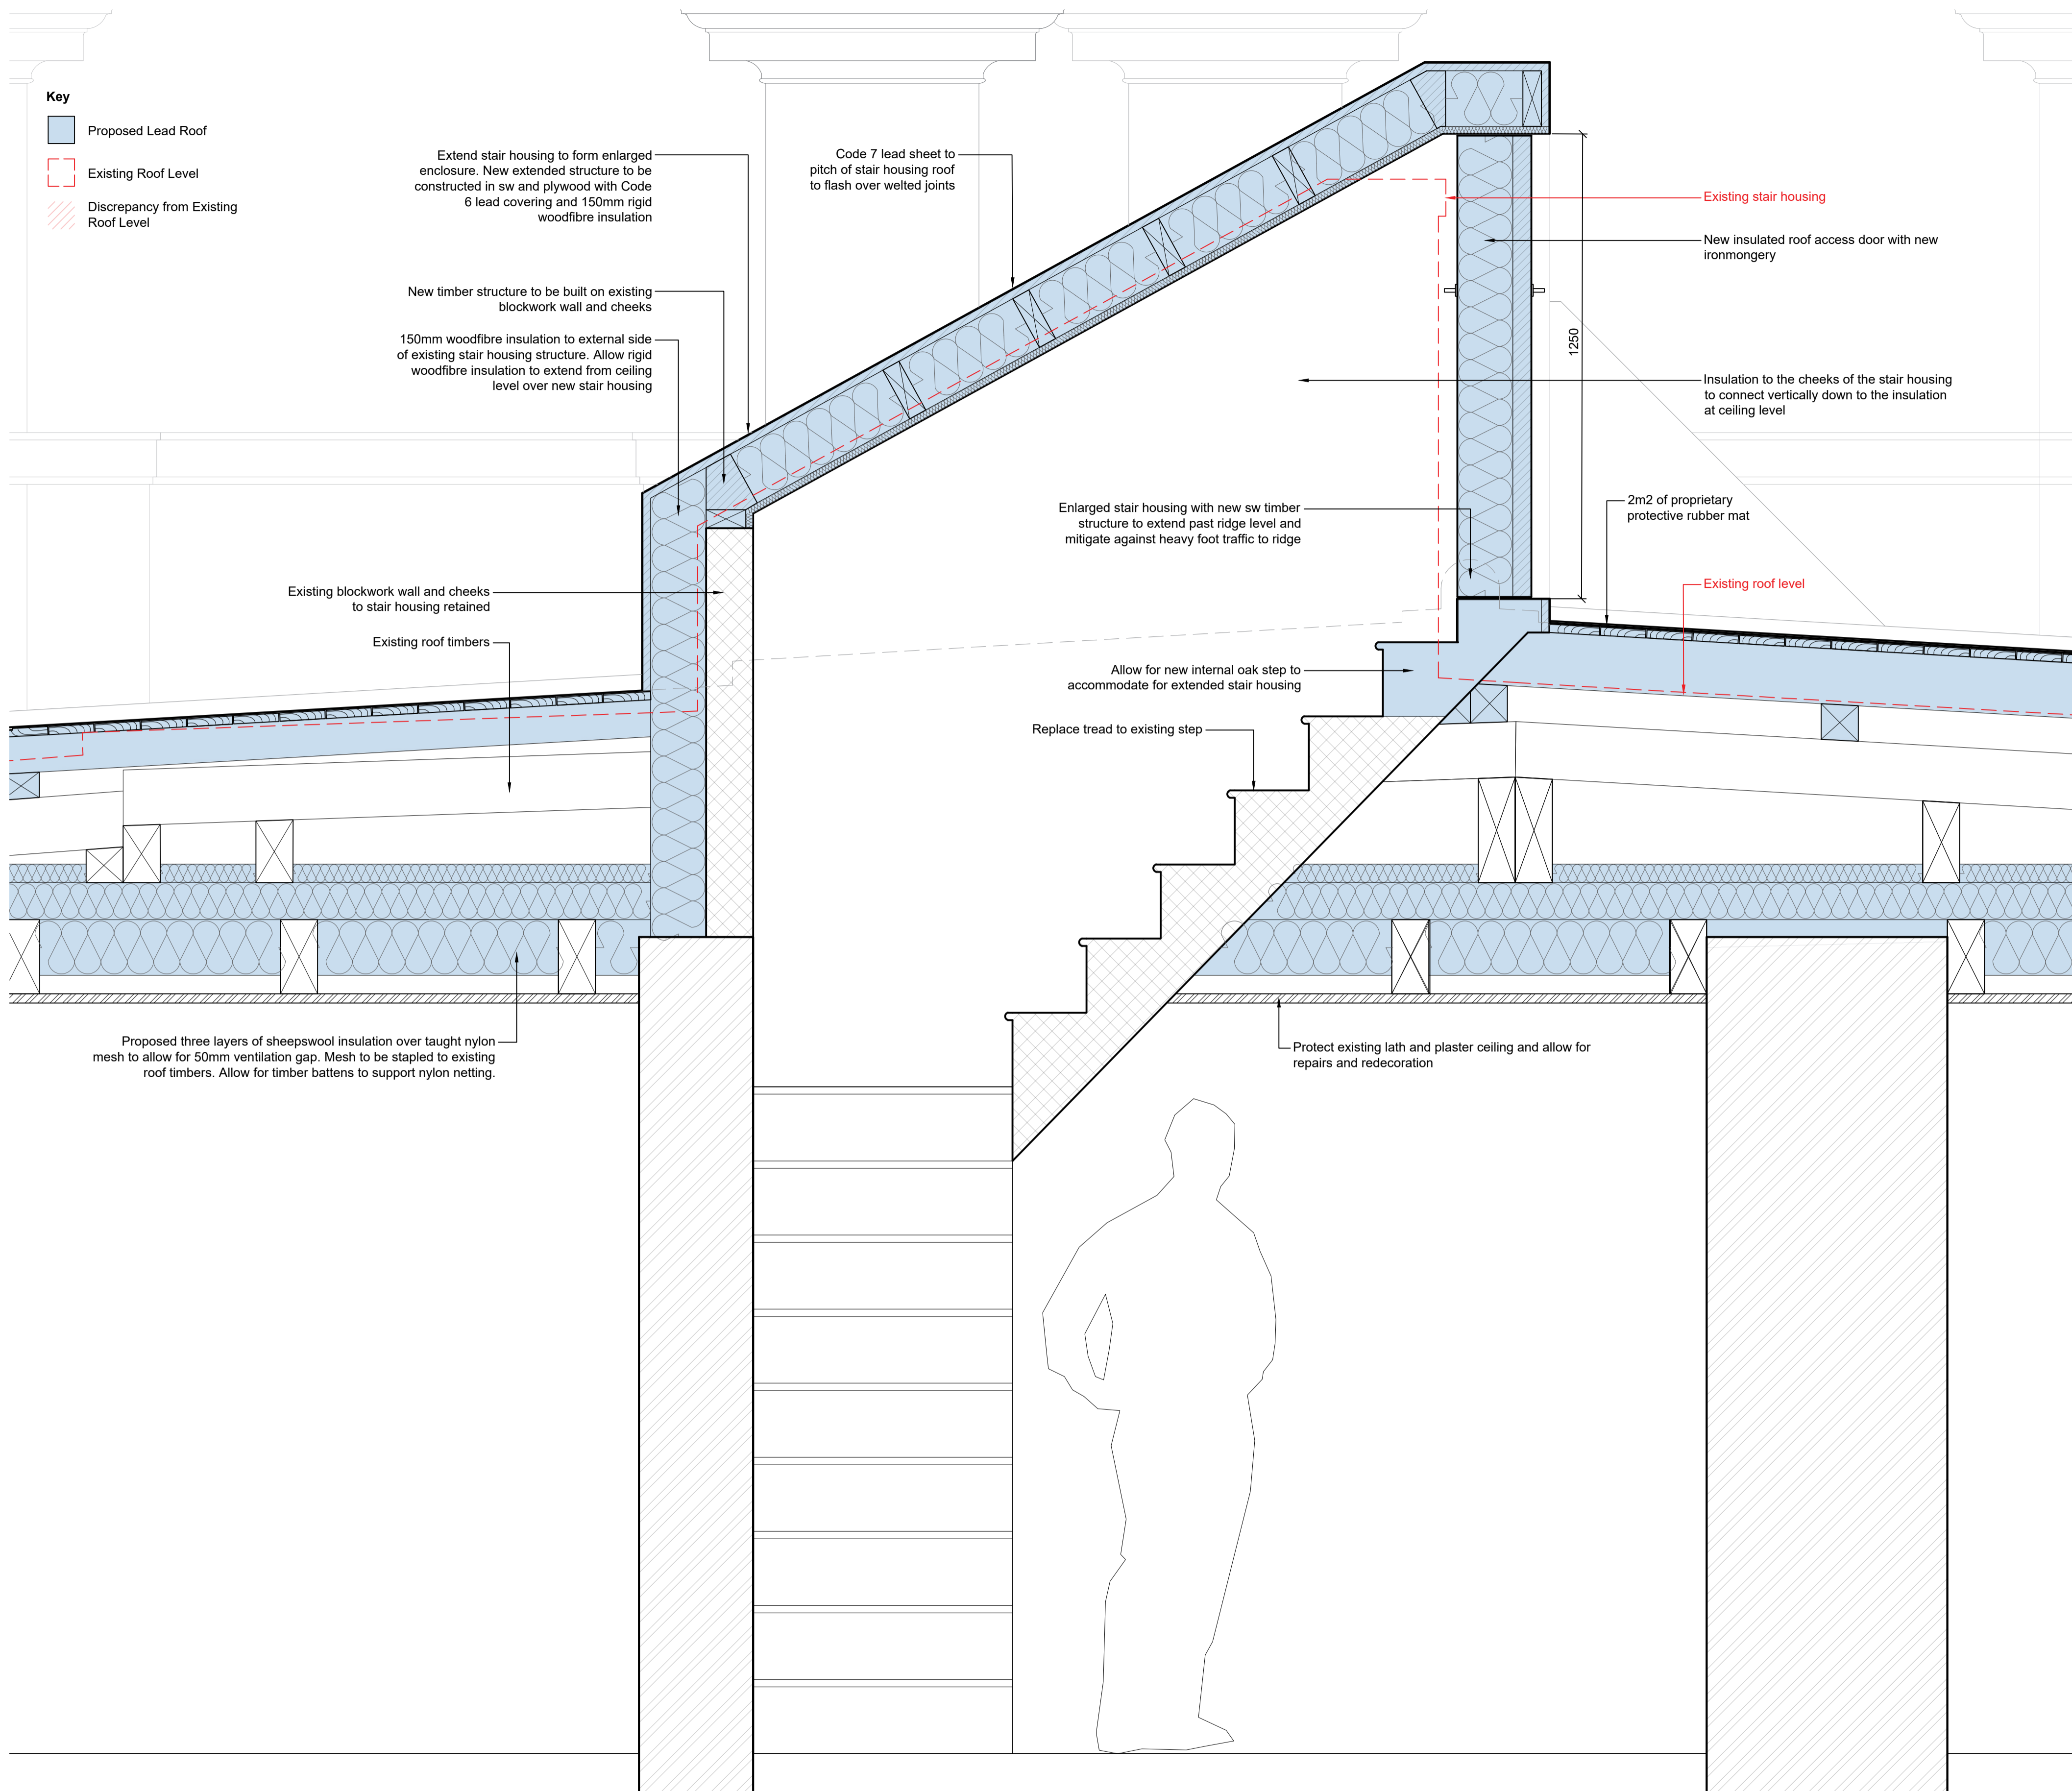 Key
Proposed Lead Roof
Existing Roof Level
Discrepancy from Existing
Roof Level
Extend stair housing to form enlarged
enclosure. New extended structure to be
constructed in sw and plywood with Code
6 lead covering and 150mm rigid
woodfibre insulation
Code 7 lead sheet to
pitch of stair housing roof
to flash over welted joints
New timber structure to be built on existing
blockwork wall and cheeks
150mm woodfibre insulation to external side
of existing stair housing structure. Allow rigid
woodfibre insulation to extend from ceiling
level over new stair housing
Existing stair housing
New insulated roof access door with new
ironmongery
1250
Insulation to the cheeks of the stair housing
to connect vertically down to the insulation
at ceiling level
Enlarged stair housing with new sw timber
structure to extend past ridge level and
mitigate against heavy foot traffic to ridge
2m2 of proprietary
protective rubber mat
Existing blockwork wall and cheeks
to stair housing retained
Existing roof level
Existing roof timbers
Allow for new internal oak step to
accommodate for extended stair housing
Replace tread to existing step
Proposed three layers of sheepswool insulation over taught nylon
mesh to allow for 50mm ventilation gap. Mesh to be stapled to existing
roof timbers. Allow for timber battens to support nylon netting.
Protect existing lath and plaster ceiling and allow for
repairs and redecoration